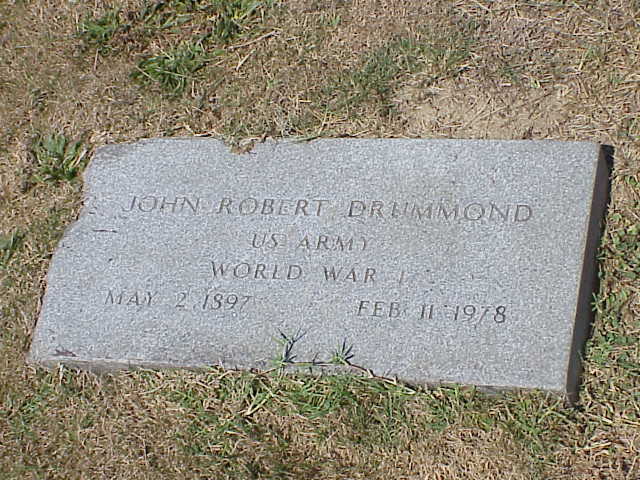 JOHN ROBERT DRUMMOND
US ARMY
WORLD WAR I
MAY 2 1897 FEB 11 1978